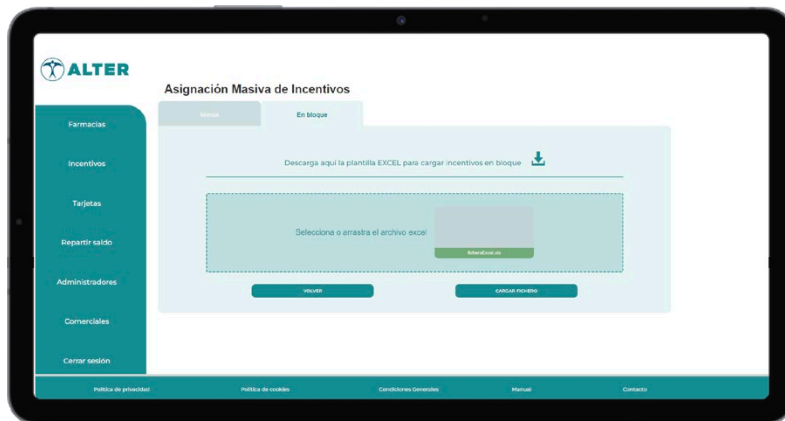 ALTER
Asignación Masiva de Incentivos
En bloque
Farmacias
Incentivos
Tarjetas
Repartir saldo
Administradores
Comerciales
Cerrar sesión
Descarga aquí la plantilla EXCEL para cargar incentivos en bloque
Selecciona o arrastra el archivo excel
VOLVER
CARGAR FICHERO
Política de privacidad
Política de cookies
Condiciones Generales
Manual
Contacto